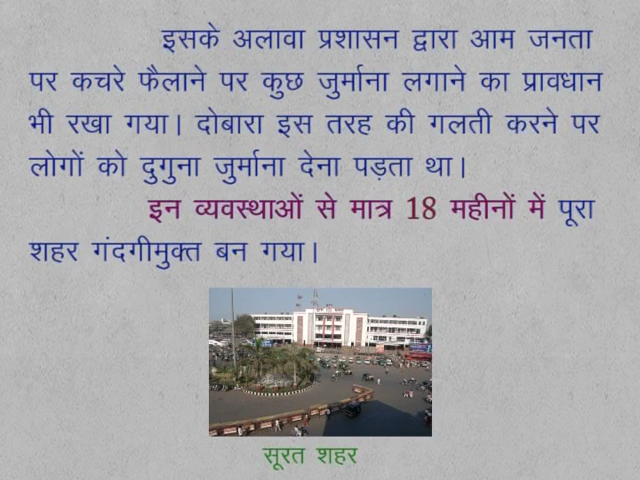 इसके अलावा प्रशासन द्वारा आम जनता
पर कचरे फैलाने पर कुछ जुर्माना लगाने का प्रावधान
भी रखा गया। दोबारा इस तरह की गलती करने पर
लोगों को दुगुना जुर्माना देना पड़ता था।
इन व्यवस्थाओं से मात्र 18 महीनों में पूरा
शहर गंदगीमुक्त बन गया।
सूरत शहर